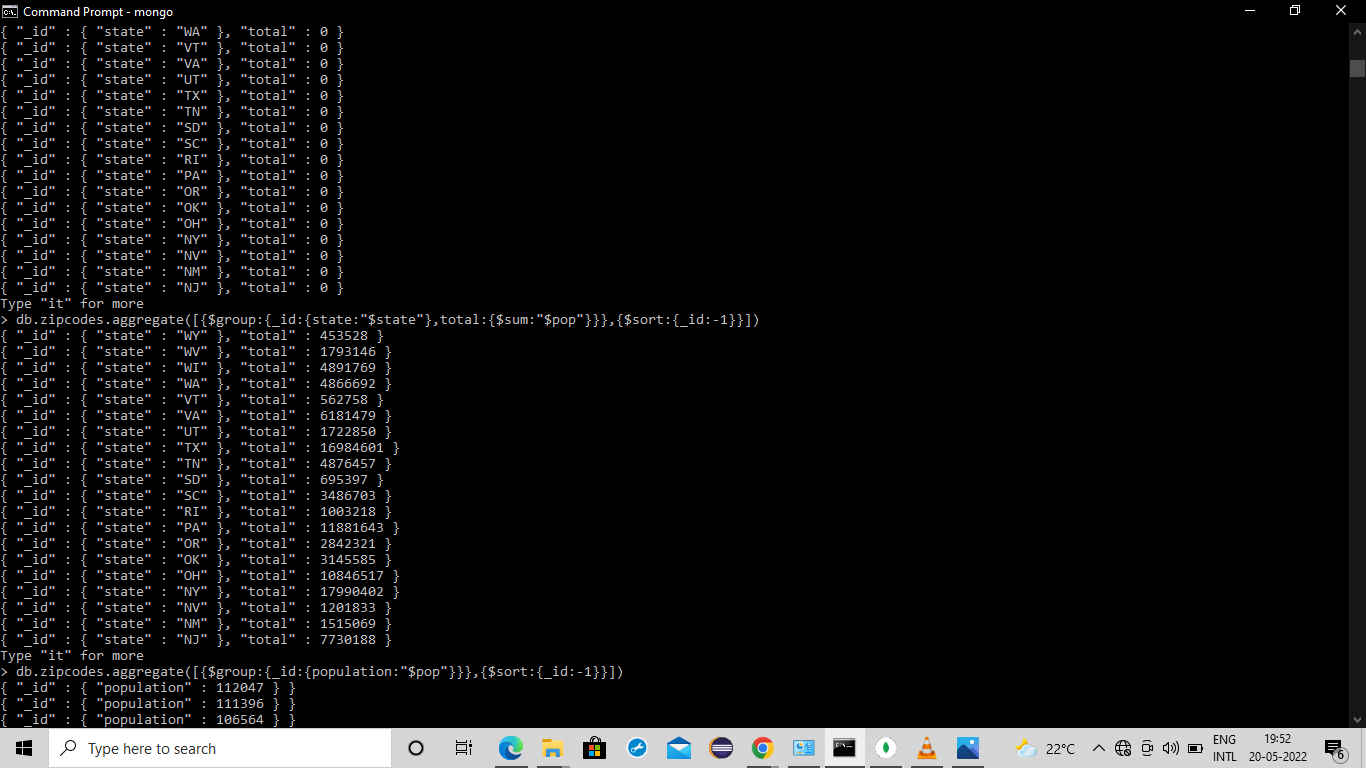 Command Prompt - mongo
{ "_id" : { "state" : "WA" }, "total" : 0 }
{ "_id" : { "state" : "VT" }, "total" : 0 }
{ "_id" : { "state" : "VA" }, "total" : 0 }
{ "_id" : { "state" : "UT" }, "total" : 0 }
{ "_id" : { "state" : "TX" }, "total" : 0 }
{ "_id" : { "state" : "TN" }, "total" : 0 }
{ "_id" : { "state" : "SD" }, "total" : 0 }
{ "_id" : { "state" : "SC" }, "total" : 0 }
{ "_id" : { "state" : "RI" }, "total" : 0 }
{ "_id" : { "state" : "PA" }, "total" : 0 }
{ "_id" : { "state" : "OR" }, "total" : 0 }
{ "_id" : { "state" : "OK" }, "total" : 0 }
{ "_id" : { "state" : "OH" }, "total" : 0 }
{ "_id" : { "state" : "NY" }, "total" : 0 }
{ "_id" : { "state" : "NV" }, "total" : 0 }
{ "_id" : { "state" : "NM" }, "total" : 0 }
{ "_id" : { "state" : "NJ" }, "total" : 0 }
Type "it" for more
> db.zipcodes.aggregate([{$group:{_id:{state:"$state"},total:{$sum:"$pop"}}},{$sort:{_id:-1}}])
{ "_id" : { "state" : "WY" }, "total" : 453528 }
{ "_id" : { "state" : "WV" }, "total" : 1793146 }
{ "_id" : { "state" : "WI" }, "total" : 4891769 }
{ "_id" : { "state" : "WA" }, "total" : 4866692 }
{ "_id" : { "state" : "VT" }, "total" : 562758 }
{ "_id" : { "state" : "VA" }, "total" : 6181479 }
{ "_id" : { "state" : "UT" }, "total" : 1722850 }
{ "_id" : { "state" : "TX" }, "total" : 16984601 }
{ "_id" : { "state" : "TN" }, "total" : 4876457 }
{ "_id" : { "state" : "SD" }, "total" : 695397 }
{ "_id" : { "state" : "SC" }, "total" : 3486703 }
{ "_id" : { "state" : "RI" }, "total" : 1003218 }
{ "_id" : { "state" : "PA" }, "total" : 11881643 }
{ "_id" : { "state" : "OR" }, "total" : 2842321 }
{ "_id" : { "state" : "OK" }, "total" : 3145585 }
{ "_id" : { "state" : "OH" }, "total" : 10846517 }
{ "_id" : { "state" : "NY" }, "total" : 17990402 }
{ "_id" : { "state" : "NV" }, "total" : 1201833 }
{ "_id" : { "state" : "NM" }, "total" : 1515069 }
{ "_id" : { "state" : "NJ" }, "total" : 7730188 }
Type "it" for more
> db.zipcodes.aggregate([{$group:{_id:{population:"$pop"}}},{$sort:{_id:-1}}])
{ "_id" : { "population" : 112047 } }
{ "_id" : { "population" : 111396 } }
{ "_id" : { "population" : 106564 } }
Type here to search
22°C
ENG
INTL
19:52
20-05-2022
6